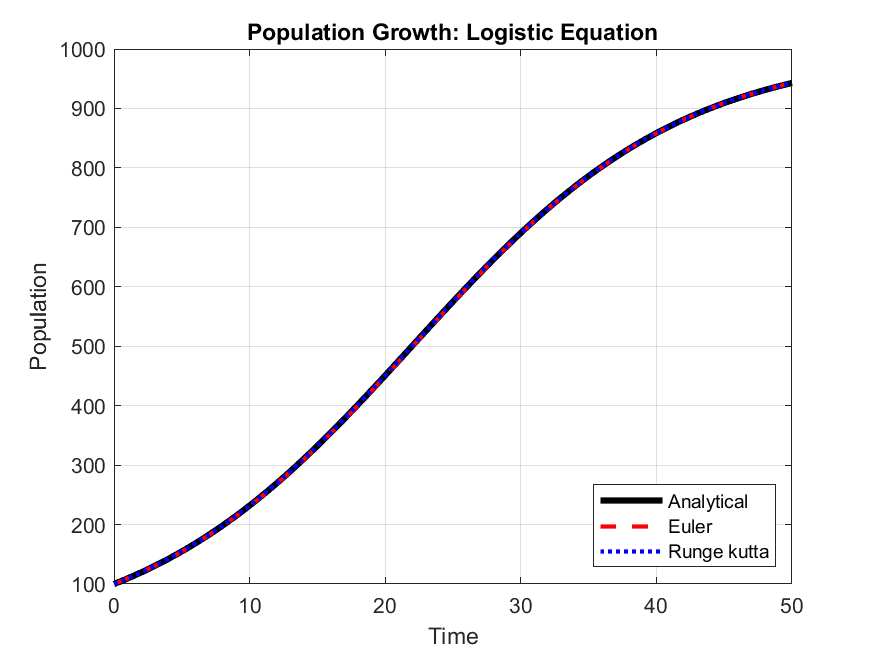 Population Growth: Logistic Equation
1000
900
800
700
600
500
400
300
200
100
Population
0 10 20 30 40 50
Time
Analytical
Euler
Runge kutta